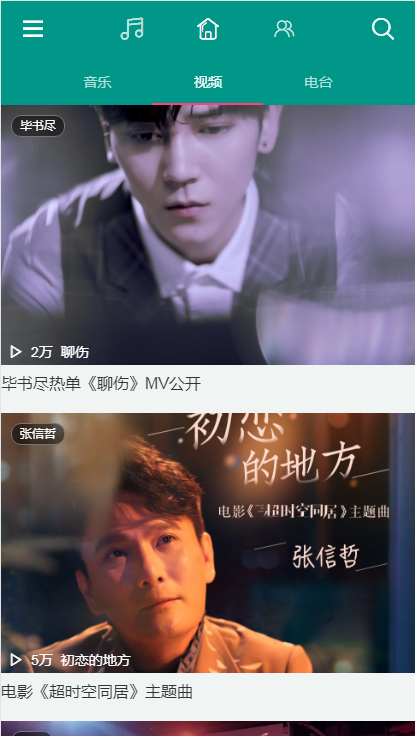 音乐
视频
电台
毕书尽
2万 聊伤
毕书尽热单《聊伤》MV公开
张信哲
初恋
的地方
电影《超时空同居》主题曲
张信哲
5万 初恋的地方
电影《超时空同居》主题曲